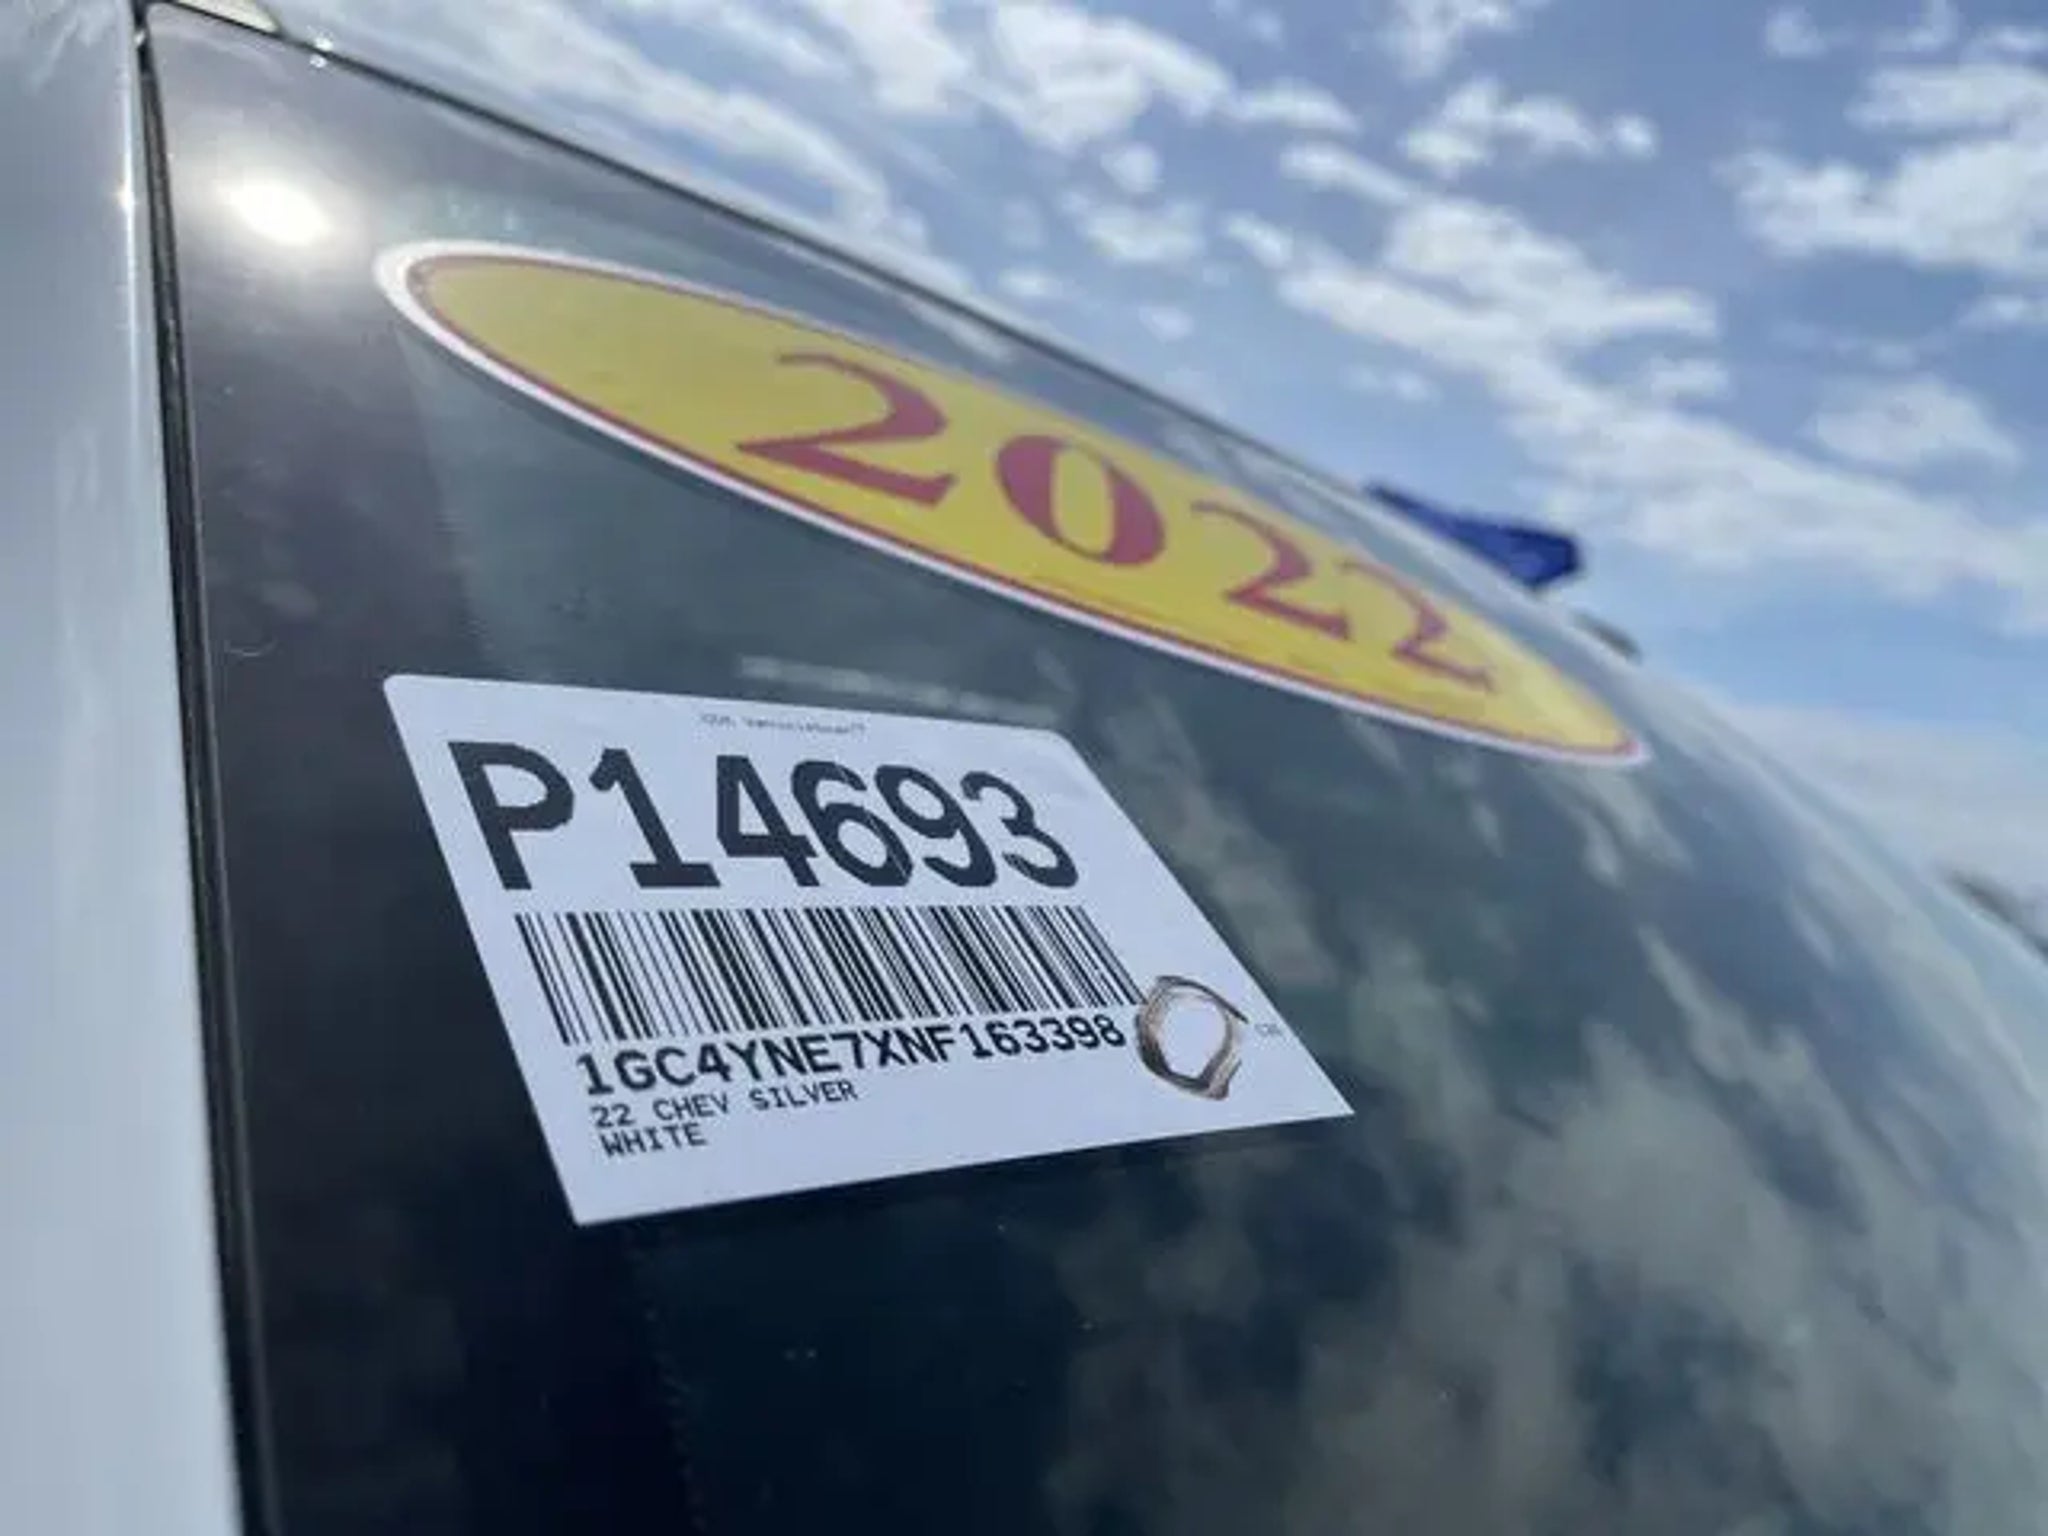 2022
P14693
1GC4YNE7XNF163398
22 CHEV SILVER
WHITE